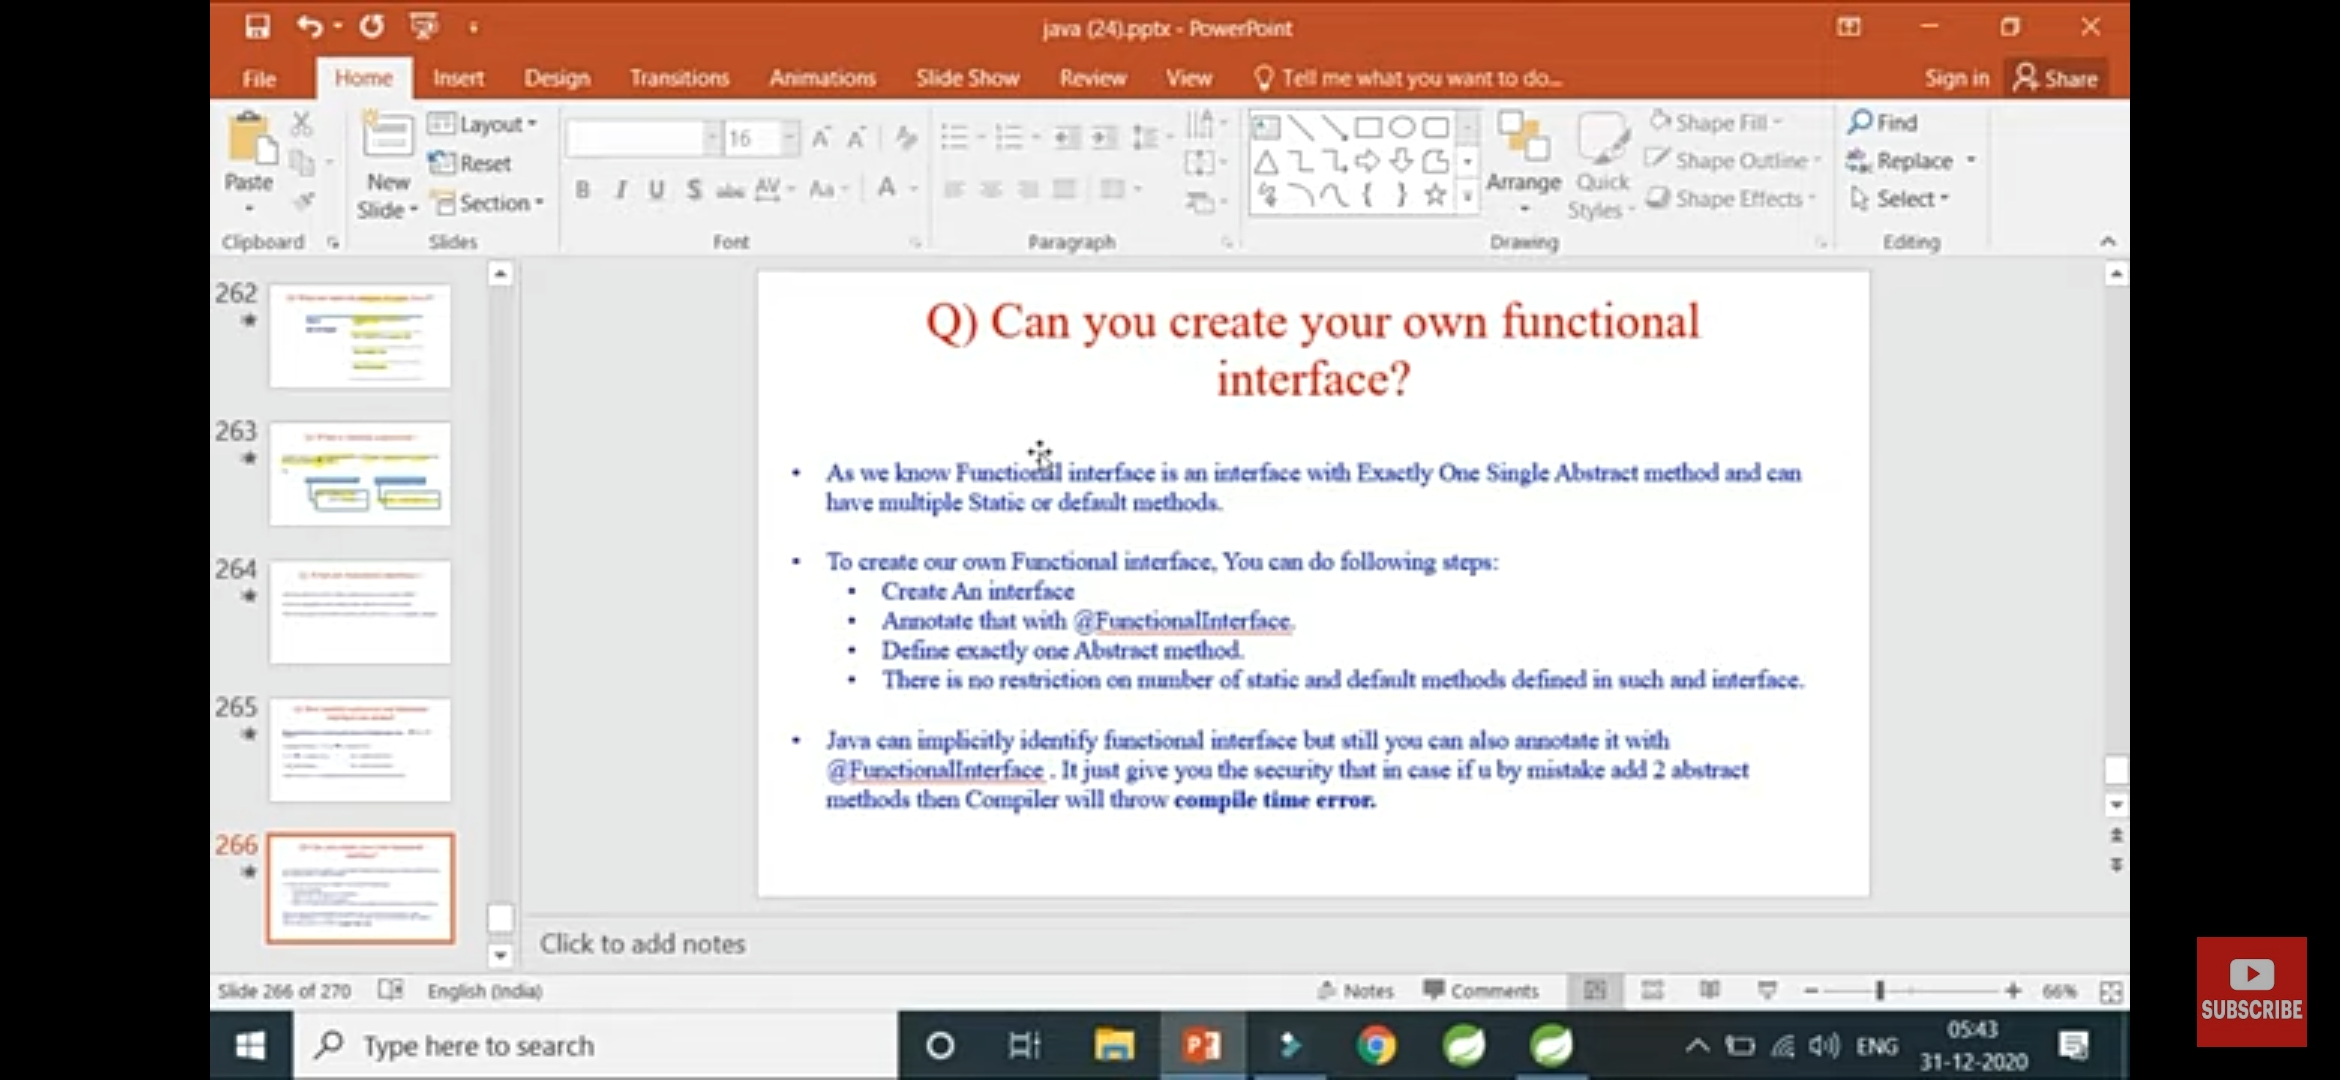 java (24).pptx - PowerPoint
File Home Insert Design Transitions Animations Slide Show Review View Tell me what you want to do... Sign in Share
Paste
Clipboard
New
Slide
Layout
Reset
Section
Slides
16
B I U S abc AV Aa A
Font
Paragraph
Arrange
Quick
Styles
Shape Fill
Shape Outline
Shape Effects
Drawing
Find
Replace
Select
Editing
262
263
264
265
266
Q) Can you create your own functional
interface?
• As we know Functional interface is an interface with Exactly One Single Abstract method and can
have multiple Static or default methods.
• To create our own Functional interface, You can do following steps:
• Create An interface
• Annotate that with @FunctionalInterface.
• Define exactly one Abstract method.
• There is no restriction on number of static and default methods defined in such and interface.
• Java can implicitly identify functional interface but still you can also annotate it with
@FunctionalInterface . It just give you the security that in case if u by mistake add 2 abstract
methods then Compiler will throw compile time error.
Click to add notes
Slide 266 of 270 English (India) Notes Comments 66%
Type here to search
ENG
05:43
31-12-2020
SUBSCRIBE